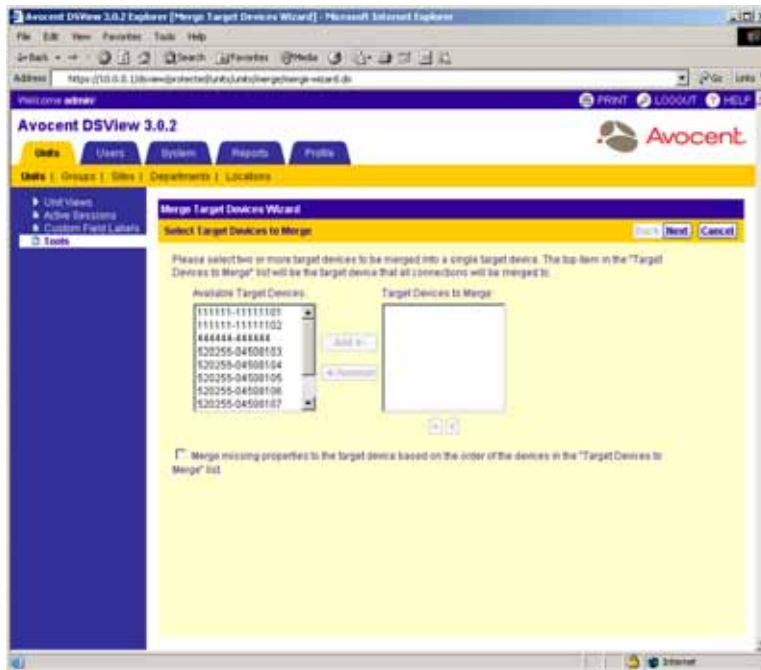 Avocent DSView 3.0.2 Explorer [Merge Target Devices Wizard] - Microsoft Internet Explorer
File Edit View Favorites Tools Help
Back Search Favorites Media
Address Go Links
Welcome admin PRINT LOGOUT HELP
Avocent DSView 3.0.2
Avocent
Units Users System Reports Profile
Units | Groups | Sites | Departments | Locations
Unit Views
Active Sessions
Custom Field Labels
Tools
Merge Target Devices Wizard
Select Target Devices to Merge Back Next Cancel
Please select two or more target devices to be merged into a single target device. The top item in the "Target
Devices to Merge" list will be the target device that all connections will be merged to.
Available Target Devices: Target Devices to Merge:
111111-11111101
111111-11111102
444444-444444
520255-04508103
520255-04508104
520255-04508105
520255-04508106
520255-04508107
Add
Remove
Merge missing properties to the target device based on the order of the devices in the "Target Devices to
Merge" list.
Internet